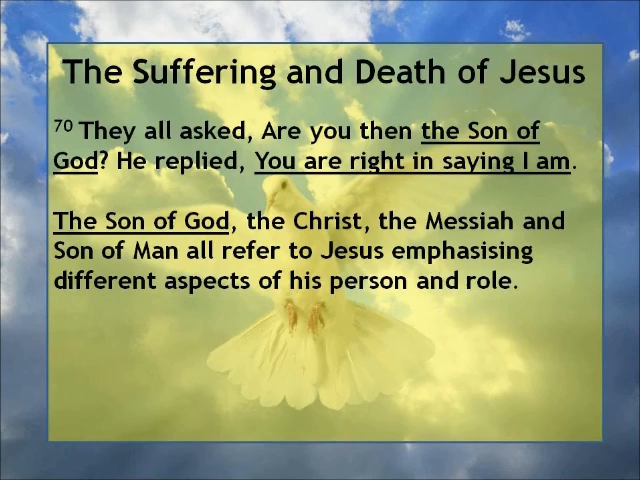 The Suffering and Death of Jesus
70 They all asked, Are you then the Son of
God? He replied, You are right in saying I am.
The Son of God, the Christ, the Messiah and
Son of Man all refer to Jesus emphasising
different aspects of his person and role.